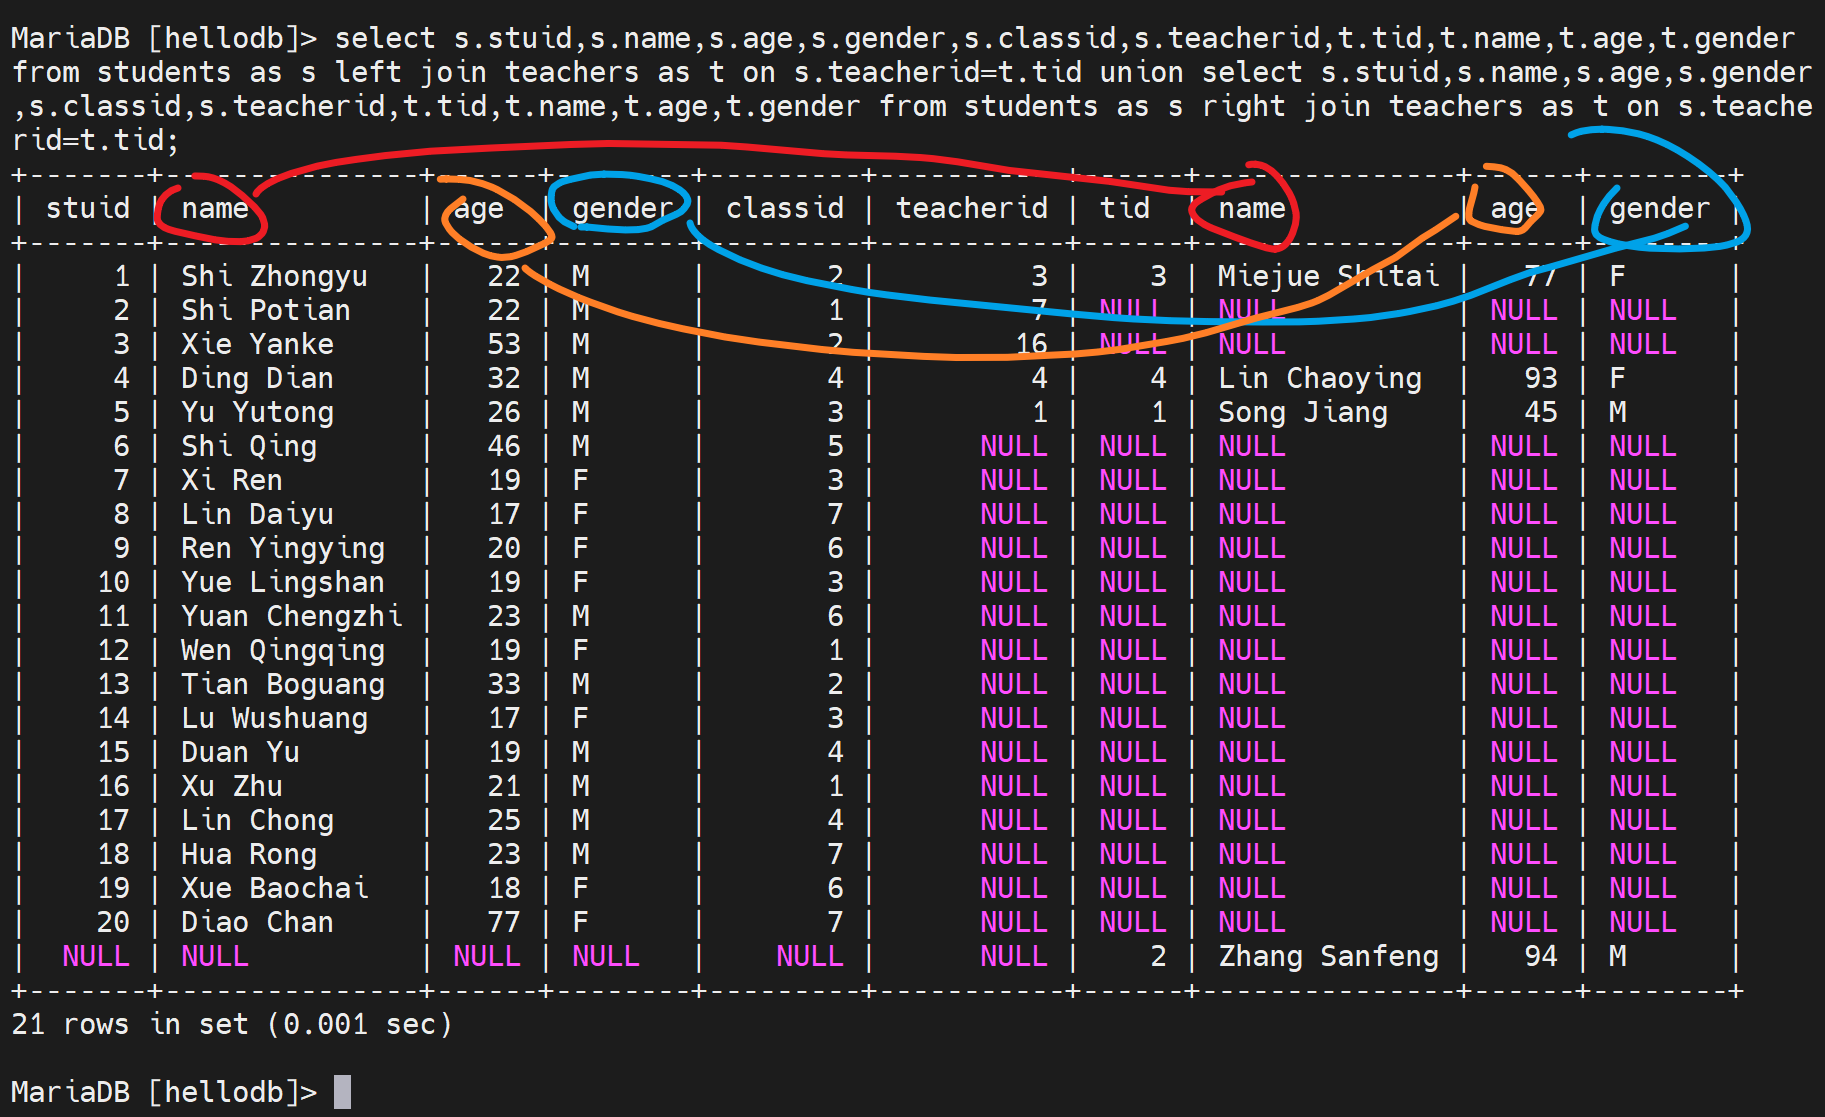 MariaDB [hellodb]> select s.stuid,s.name,s.age,s.gender,s.classid,s.teacherid,t.tid,t.name,t.age,t.gender
from students as s left join teachers as t on s.teacherid=t.tid union select s.stuid,s.name,s.age,s.gender
,s.classid,s.teacherid,t.tid,t.name,t.age,t.gender from students as s right join teachers as t on s.teache
rid=t.tid;
+-------+---------------+------+--------+---------+-----------+------+---------------+------+--------+
| stuid | name          | age  | gender | classid | teacherid | tid  | name          | age  | gender |
+-------+---------------+------+--------+---------+-----------+------+---------------+------+--------+
|     1 | Shi Zhongyu   |   22 | M      |       2 |         3 |    3 | Miejue Shitai |   77 | F      |
|     2 | Shi Potian    |   22 | M      |       1 |         7 | NULL | NULL          | NULL | NULL   |
|     3 | Xie Yanke     |   53 | M      |       2 |        16 | NULL | NULL          | NULL | NULL   |
|     4 | Ding Dian     |   32 | M      |       4 |         4 |    4 | Lin Chaoying  |   93 | F      |
|     5 | Yu Yutong     |   26 | M      |       3 |         1 |    1 | Song Jiang    |   45 | M      |
|     6 | Shi Qing      |   46 | M      |       5 |      NULL | NULL | NULL          | NULL | NULL   |
|     7 | Xi Ren        |   19 | F      |       3 |      NULL | NULL | NULL          | NULL | NULL   |
|     8 | Lin Daiyu     |   17 | F      |       7 |      NULL | NULL | NULL          | NULL | NULL   |
|     9 | Ren Yingying  |   20 | F      |       6 |      NULL | NULL | NULL          | NULL | NULL   |
|    10 | Yue Lingshan  |   19 | F      |       3 |      NULL | NULL | NULL          | NULL | NULL   |
|    11 | Yuan Chengzhi |   23 | M      |       6 |      NULL | NULL | NULL          | NULL | NULL   |
|    12 | Wen Qingqing  |   19 | F      |       1 |      NULL | NULL | NULL          | NULL | NULL   |
|    13 | Tian Boguang  |   33 | M      |       2 |      NULL | NULL | NULL          | NULL | NULL   |
|    14 | Lu Wushuang   |   17 | F      |       3 |      NULL | NULL | NULL          | NULL | NULL   |
|    15 | Duan Yu       |   19 | M      |       4 |      NULL | NULL | NULL          | NULL | NULL   |
|    16 | Xu Zhu        |   21 | M      |       1 |      NULL | NULL | NULL          | NULL | NULL   |
|    17 | Lin Chong     |   25 | M      |       4 |      NULL | NULL | NULL          | NULL | NULL   |
|    18 | Hua Rong      |   23 | M      |       7 |      NULL | NULL | NULL          | NULL | NULL   |
|    19 | Xue Baochai   |   18 | F      |       6 |      NULL | NULL | NULL          | NULL | NULL   |
|    20 | Diao Chan     |   77 | F      |       7 |      NULL | NULL | NULL          | NULL | NULL   |
|  NULL | NULL          | NULL | NULL   |    NULL |      NULL |    2 | Zhang Sanfeng |   94 | M      |
+-------+---------------+------+--------+---------+-----------+------+---------------+------+--------+
21 rows in set (0.001 sec)
MariaDB [hellodb]>